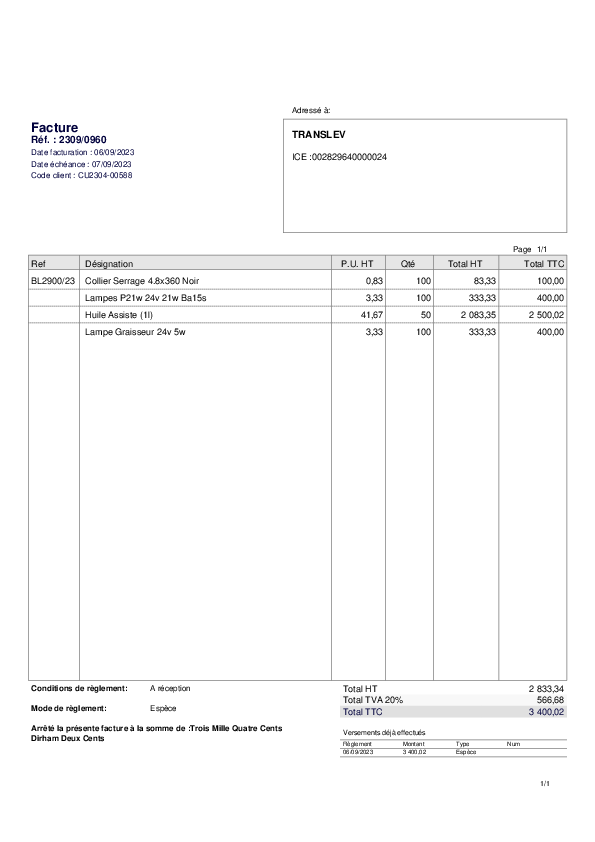 Adressé à:
Facture
Réf. : 2309/0960
Date facturation : 06/09/2023
Date échéance : 07/09/2023
Code client : CU2304-00588
TRANSLEV
ICE :002829640000024
Page 1/1
Ref Désignation P.U. HT Qté Total HT Total TTC
BL2900/23 Collier Serrage 4.8x360 Noir 0,83 100 83,33 100,00
Lampes P21w 24v 21w Ba15s 3,33 100 333,33 400,00
Huile Assiste (1l) 41,67 50 2 083,35 2 500,02
Lampe Graisseur 24v 5w 3,33 100 333,33 400,00
Conditions de règlement: A réception
Mode de règlement: Espèce
Arrêté la présente facture à la somme de :Trois Mille Quatre Cents
Dirham Deux Cents
Total HT 2 833,34
Total TVA 20% 566,68
Total TTC 3 400,02
Versements déjà effectués
Règlement Montant Type Num
06/09/2023 3 400,02 Espèce
1/1